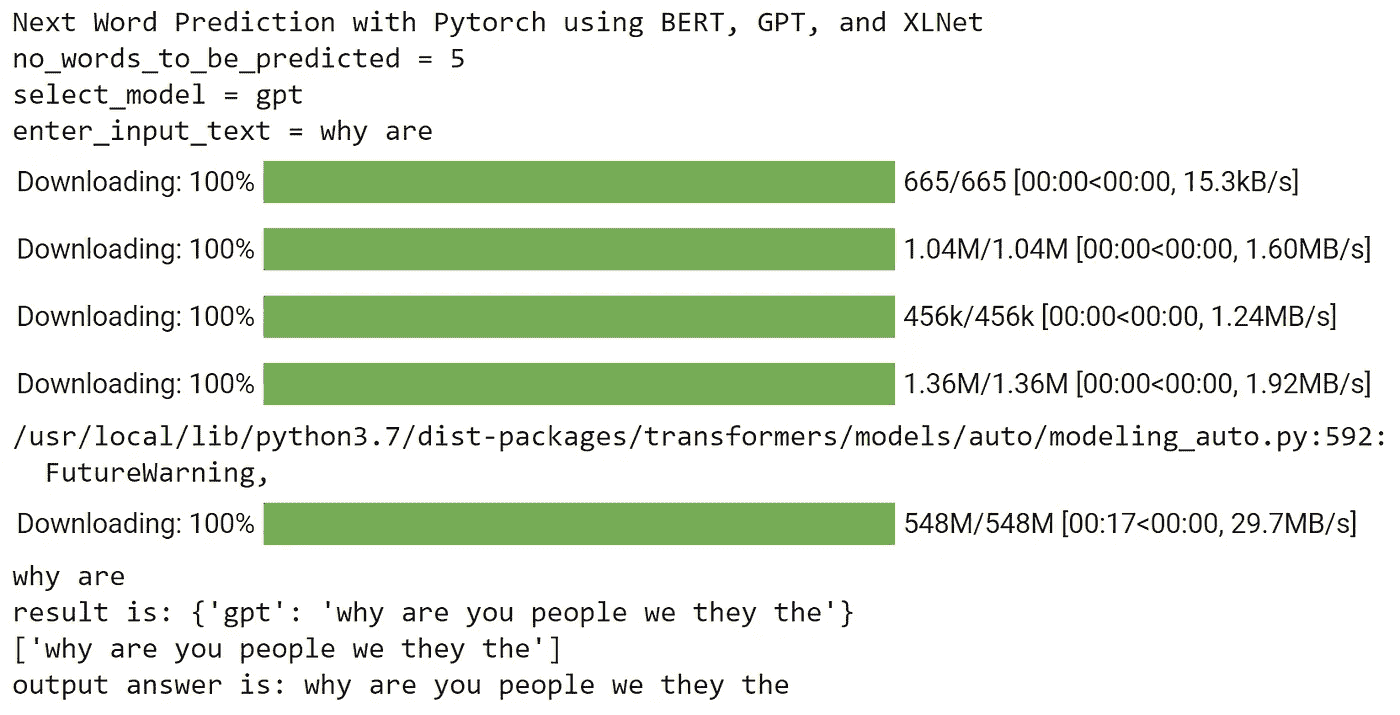 Next Word Prediction with Pytorch using BERT, GPT, and XLNet
no_words_to_be_predicted = 5
select_model = gpt
enter_input_text = why are
Downloading: 100% 665/665 [00:00<00:00, 15.3kB/s]
Downloading: 100% 1.04M/1.04M [00:00<00:00, 1.60MB/s]
Downloading: 100% 456k/456k [00:00<00:00, 1.24MB/s]
Downloading: 100% 1.36M/1.36M [00:00<00:00, 1.92MB/s]
/usr/local/lib/python3.7/dist-packages/transformers/models/auto/modeling_auto.py:592:
  FutureWarning,
Downloading: 100% 548M/548M [00:17<00:00, 29.7MB/s]
why are
result is: {'gpt': 'why are you people we they the'}
['why are you people we they the']
output answer is: why are you people we they the